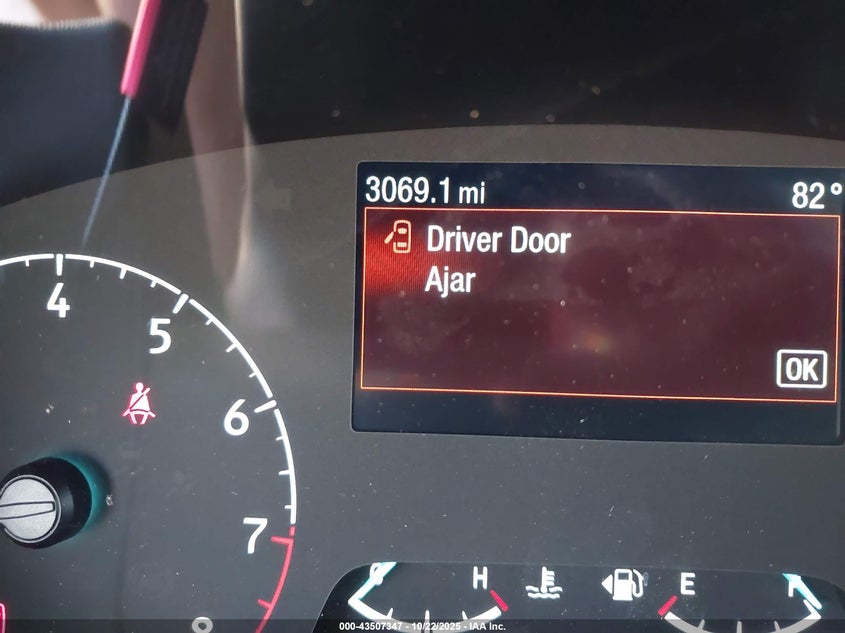 3069.1 mi 82°
Driver Door
Ajar
OK
4
5
6
7
H E F
000-43507347 - 10/22/2025 - IAA Inc.